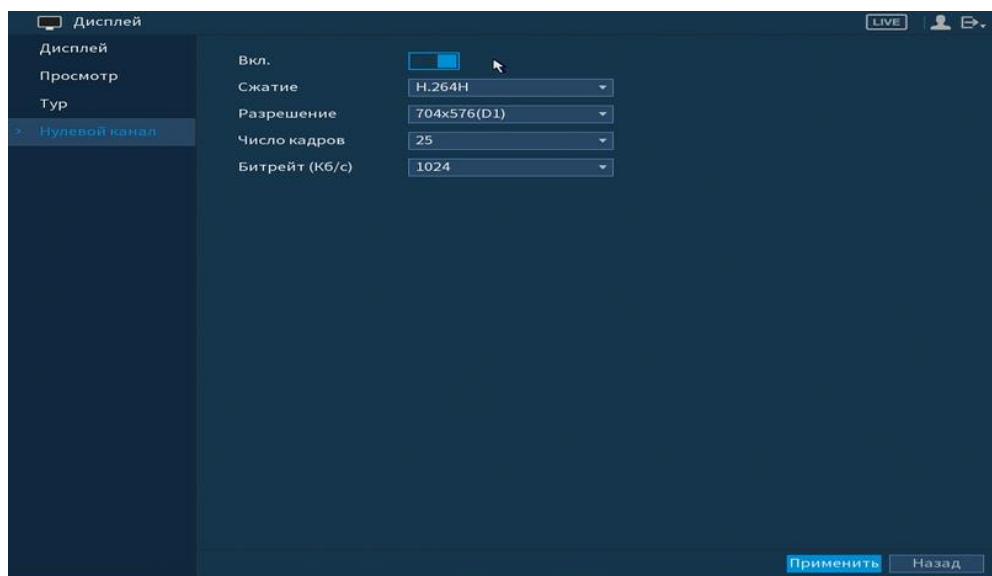 Дисплей LIVE
Дисплей
Просмотр
Тур
> Нулевой канал
Вкл.
Сжатие H.264H
Разрешение 704x576(D1)
Число кадров 25
Битрейт (Кб/с) 1024
Применить Назад